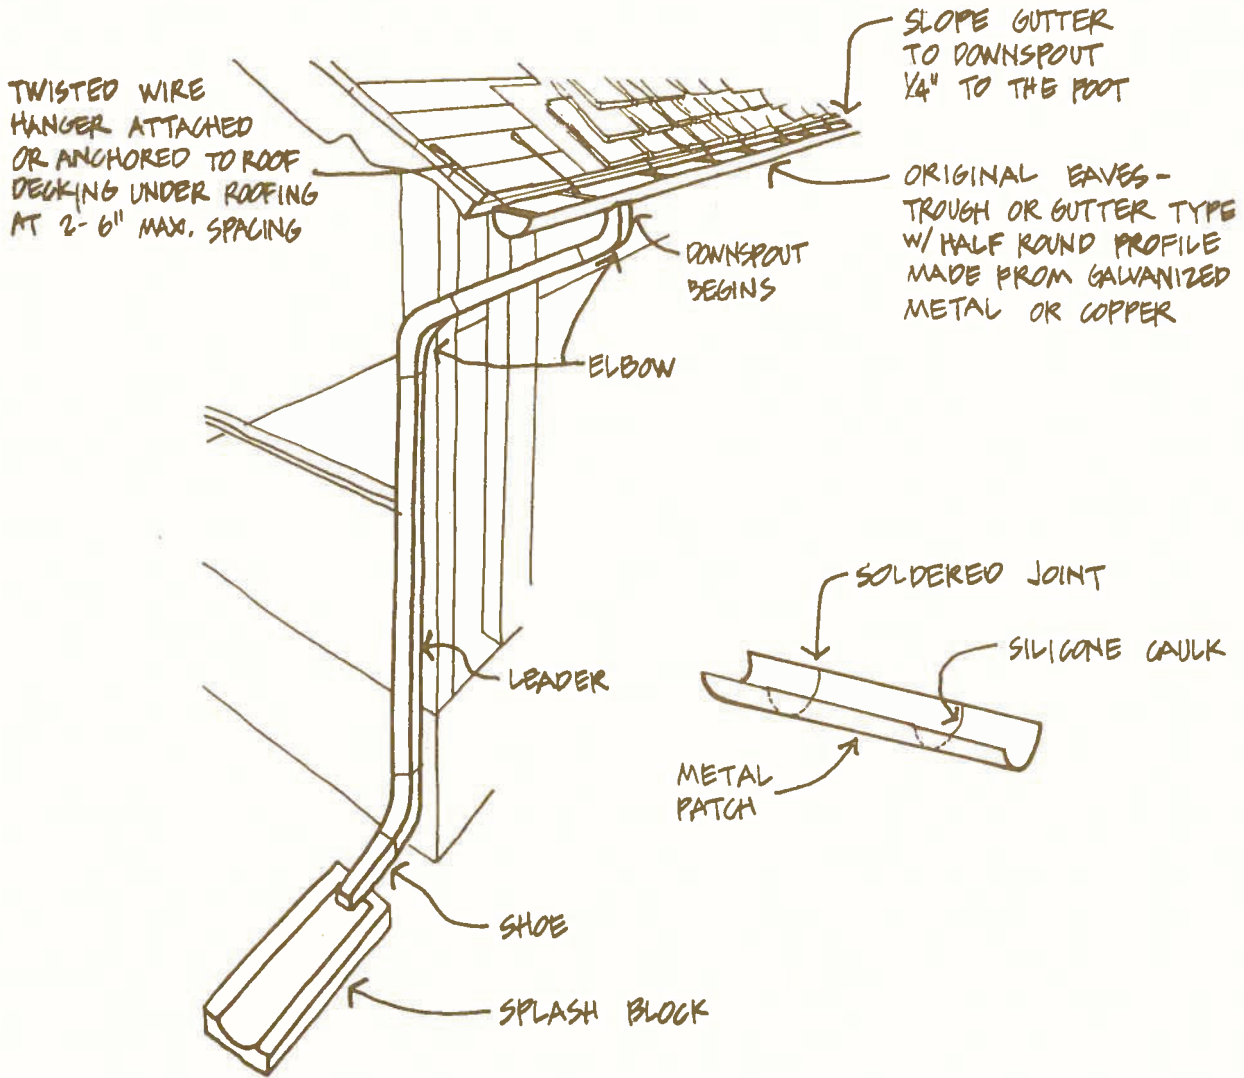 SLOPE GUTTER
TO DOWNSPOUT
1/4" TO THE FOOT
TWISTED WIRE
HANGER ATTACHED
OR ANCHORED TO ROOF
DECKING UNDER ROOFING
AT 2-6" MAX. SPACING
ORIGINAL EAVES-
TROUGH OR GUTTER TYPE
W/ HALF ROUND PROFILE
MADE FROM GALVANIZED
METAL OR COPPER
DOWNSPOUT
BEGINS
ELBOW
SOLDERED JOINT
SILICONE CAULK
LEADER
METAL
PATCH
SHOE
SPLASH BLOCK